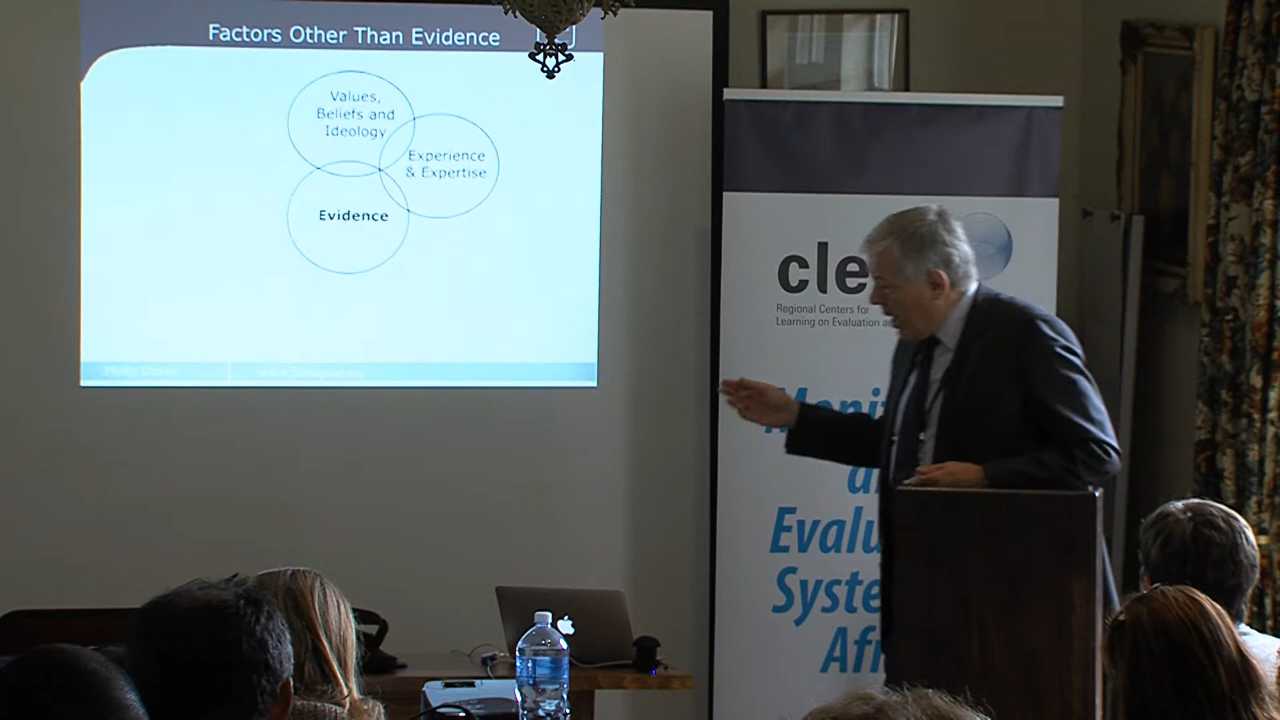 Factors Other Than Evidence
Values,
Beliefs and
Ideology
Experience
& Expertise
Evidence
cle
Regional Centers for
Learning on Evaluation
Evalu
Syste